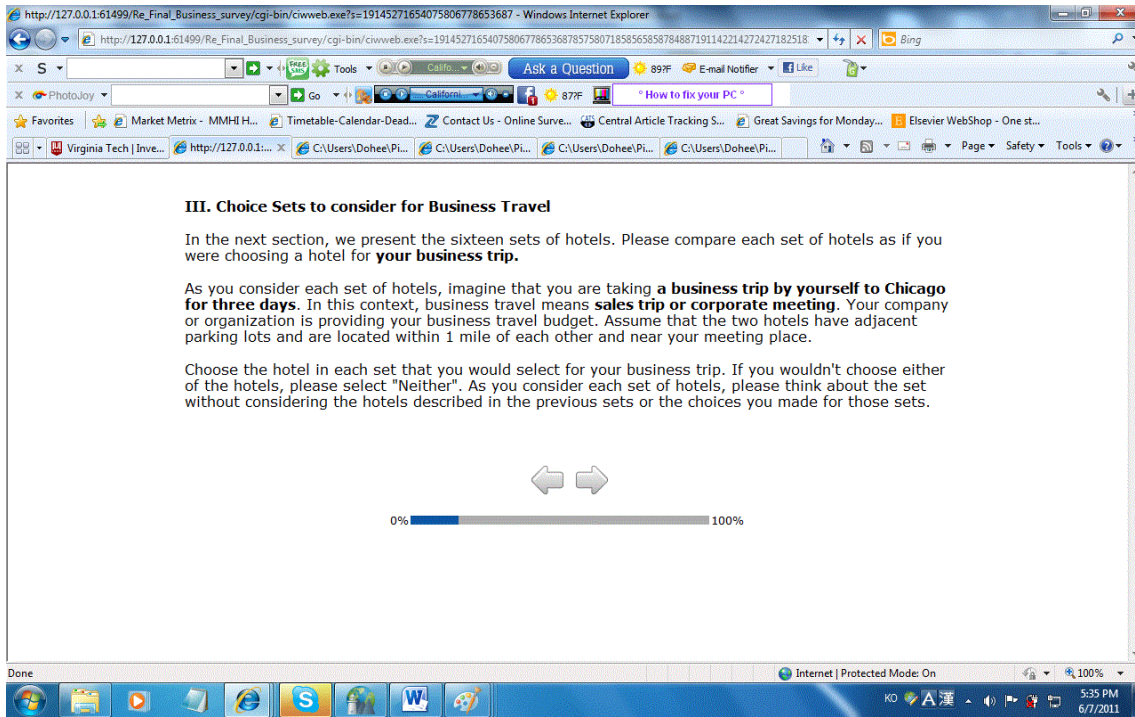 http://127.0.0.1:61499/Re_Final_Business_survey/cgi-bin/ciwweb.exe?s=19145271654075806778653687 - Windows Internet Explorer
Bing
X S Tools Califo... Ask a Question 89?F E-mail Notifier Like
X PhotoJoy Go Californi... 87?F ° How to fix your PC °
Favorites Market Metrix - MMHI H... Timetable-Calendar-Dead... Contact Us - Online Surve... Central Article Tracking S... Great Savings for Monday... Elsevier WebShop - One st...
Virginia Tech | Inve... http://127.0.0.1:... X C:\Users\Dohee\Pi... C:\Users\Dohee\Pi... C:\Users\Dohee\Pi... C:\Users\Dohee\Pi... Page Safety Tools
III. Choice Sets to consider for Business Travel
In the next section, we present the sixteen sets of hotels. Please compare each set of hotels as if you
were choosing a hotel for your business trip.
As you consider each set of hotels, imagine that you are taking a business trip by yourself to Chicago
for three days. In this context, business travel means sales trip or corporate meeting. Your company
or organization is providing your business travel budget. Assume that the two hotels have adjacent
parking lots and are located within 1 mile of each other and near your meeting place.
Choose the hotel in each set that you would select for your business trip. If you wouldn't choose either
of the hotels, please select "Neither". As you consider each set of hotels, please think about the set
without considering the hotels described in the previous sets or the choices you made for those sets.
0% 100%
Done Internet | Protected Mode: On 100%
KO A 漢 5:35 PM
6/7/2011